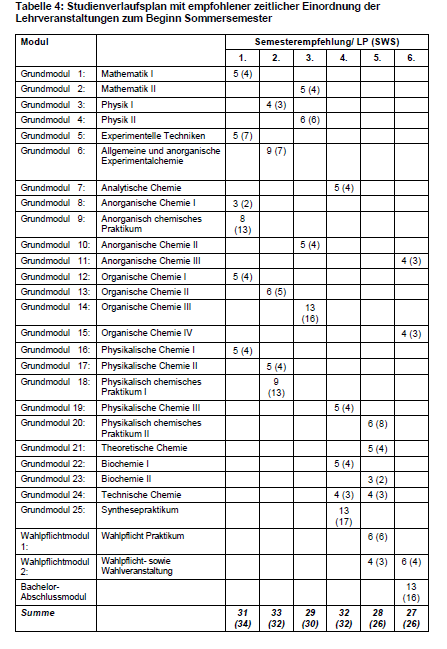 Tabelle 4: Studienverlaufsplan mit empfohlener zeitlicher Einordnung der
Lehrveranstaltungen zum Beginn Sommersemester
Modul Semesterempfehlung/ LP (SWS)
1. 2. 3. 4. 5. 6.
Grundmodul 1: Mathematik I 5 (4)
Grundmodul 2: Mathematik II 5 (4)
Grundmodul 3: Physik I 4 (3)
Grundmodul 4: Physik II 6 (6)
Grundmodul 5: Experimentelle Techniken 5 (7)
Grundmodul 6: Allgemeine und anorganische 9 (7)
Experimentalchemie
Grundmodul 7: Analytische Chemie 5 (4)
Grundmodul 8: Anorganische Chemie I 3 (2)
Grundmodul 9: Anorganisch chemisches 8
Praktikum (13)
Grundmodul 10: Anorganische Chemie II 5 (4)
Grundmodul 11: Anorganische Chemie III 4 (3)
Grundmodul 12: Organische Chemie I 5 (4)
Grundmodul 13: Organische Chemie II 6 (5)
Grundmodul 14: Organische Chemie III 13
(16)
Grundmodul 15: Organische Chemie IV 4 (3)
Grundmodul 16: Physikalische Chemie I 5 (4)
Grundmodul 17: Physikalische Chemie II 5 (4)
Grundmodul 18: Physikalisch chemisches 9
Praktikum I (13)
Grundmodul 19: Physikalische Chemie III 5 (4)
Grundmodul 20: Physikalisch chemisches 6 (8)
Praktikum II
Grundmodul 21: Theoretische Chemie 5 (4)
Grundmodul 22: Biochemie I 5 (4)
Grundmodul 23: Biochemie II 3 (2)
Grundmodul 24: Technische Chemie 4 (3) 4 (3)
Grundmodul 25: Synthesepraktikum 13
(17)
Wahlpflichtmodul Wahlpflicht Praktikum 6 (6)
1:
Wahlpflichtmodul Wahlpflicht- sowie 4 (3) 6 (4)
2: Wahlveranstaltung
Bachelor- 13
Abschlussmodul (16)
Summe 31 33 29 32 28 27
(34) (32) (30) (32) (26) (26)